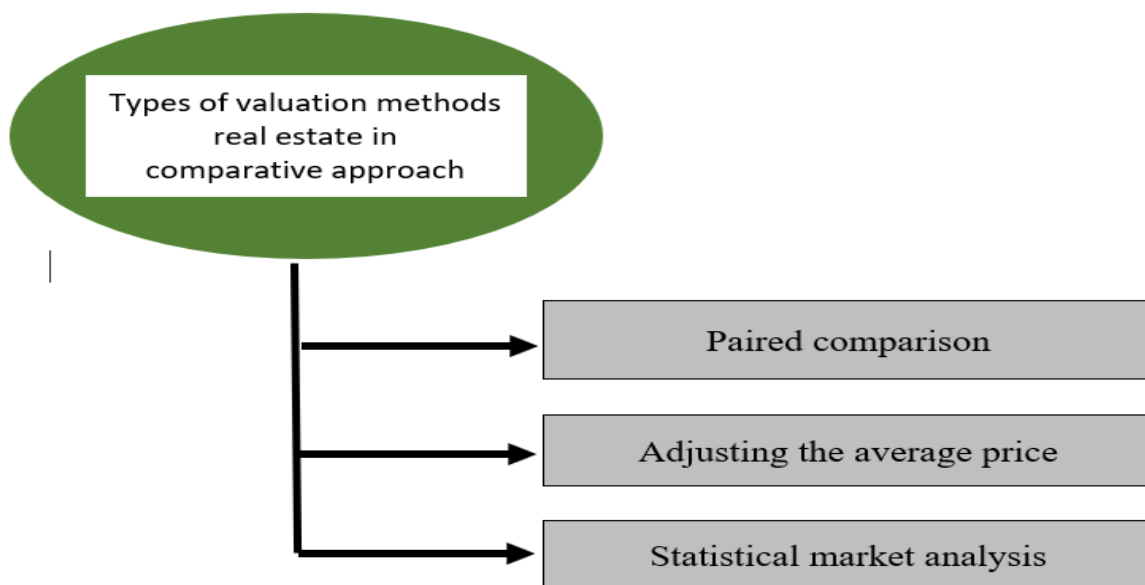 Types of valuation methods
real estate in
comparative approach
Paired comparison
Adjusting the average price
Statistical market analysis